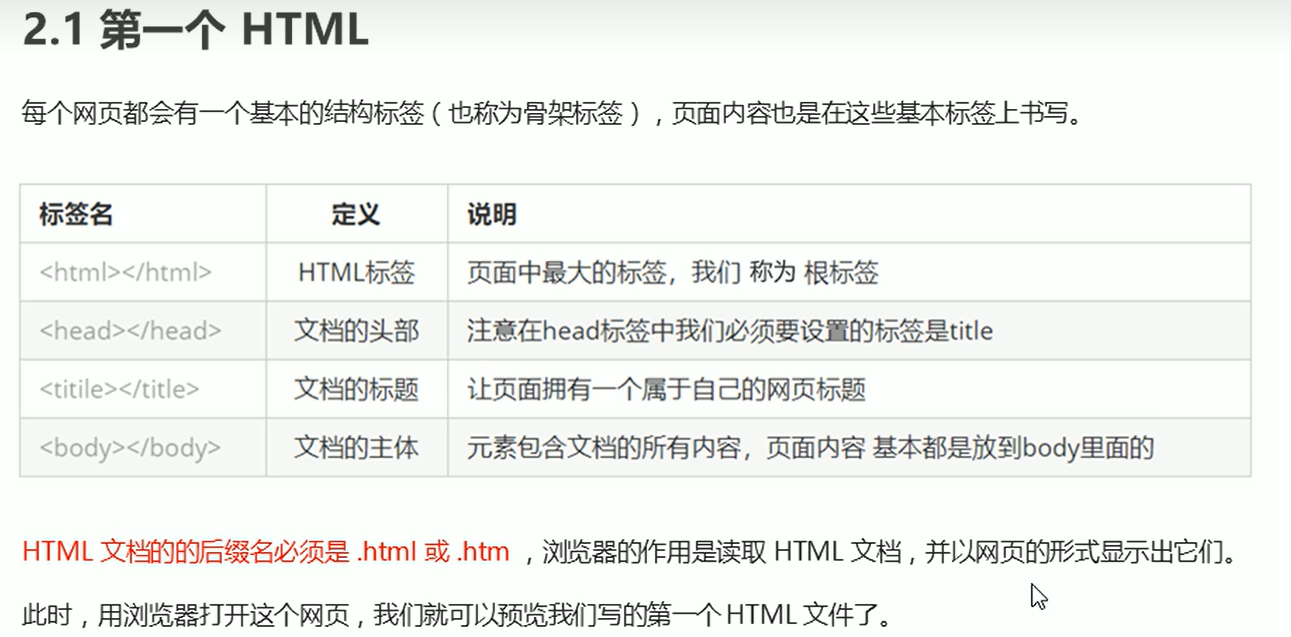 2.1 第一个 HTML
每个网页都会有一个基本的结构标签（也称为骨架标签），页面内容也是在这些基本标签上书写。
标签名 定义 说明
<html></html> HTML标签 页面中最大的标签，我们 称为 根标签
<head></head> 文档的头部 注意在head标签中我们必须要设置的标签是title
<titile></title> 文档的标题 让页面拥有一个属于自己的网页标题
<body></body> 文档的主体 元素包含文档的所有内容，页面内容 基本都是放到body里面的
HTML 文档的的后缀名必须是 .html 或 .htm ，浏览器的作用是读取 HTML 文档，并以网页的形式显示出它们。
此时，用浏览器打开这个网页，我们就可以预览我们写的第一个 HTML 文件了。